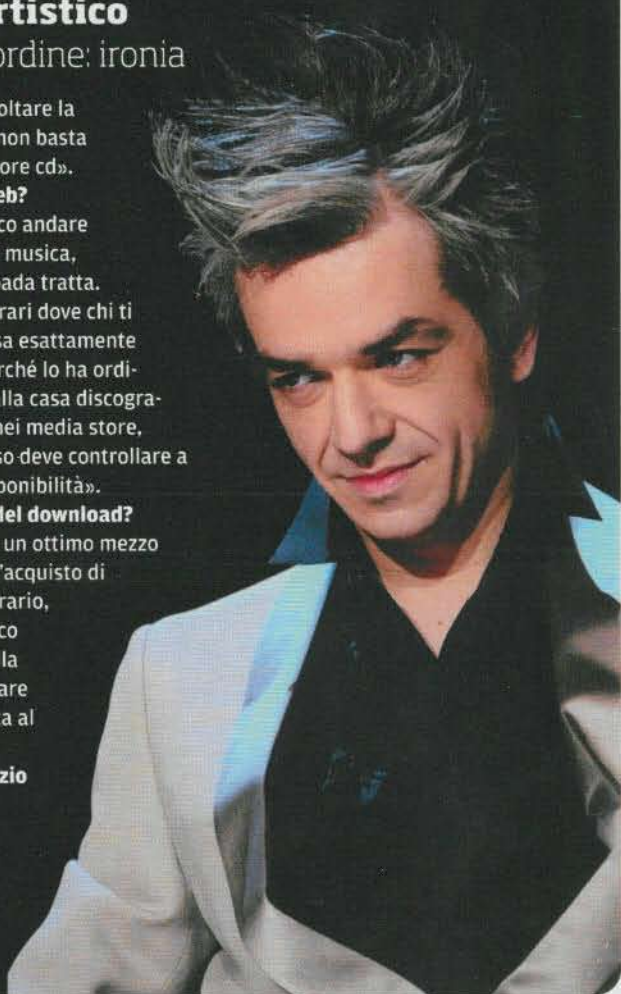 rtistico
ordine: ironia
oltare la
non basta
ore cd».
eb?
co andare
musica,
ada tratta.
rari dove chi ti
sa esattamente
rché lo ha ordi-
lla casa discogra-
nei media store,
so deve controllare a
ponibilità».
del download?
un ottimo mezzo
'acquisto di
rario,
co
la
are
a al
zio